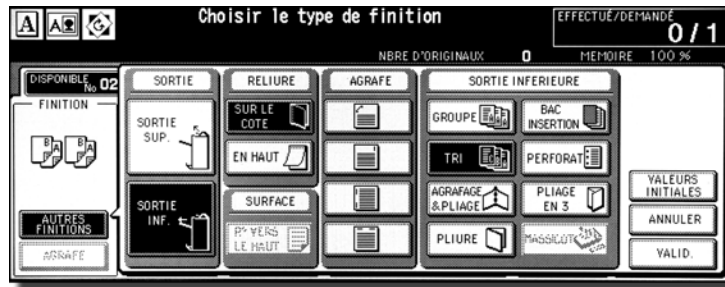 A A G Choisir le type de finition EFFECTUÉ/DEMANDÉ
0/1
NBRE D'ORIGINAUX 0 MEMOIRE 100 %
DISPONIBLE
No 02
FINITION
B A B A
AUTRES
FINITIONS
AGRAFE
SORTIE
SORTIE
SUP.
SORTIE
INF.
RELIURE
SUR LE
COTE
EN HAUT
SURFACE
Rº VERS
LE HAUT
AGRAFE
SORTIE INFERIEURE
GROUPE
BAC
INSERTION
TRI
PERFORAT
AGRAFAGE
&PLIAGE
PLIAGE
EN 3
PLIURE
MASSICOT
VALEURS
INITIALES
ANNULER
VALID.